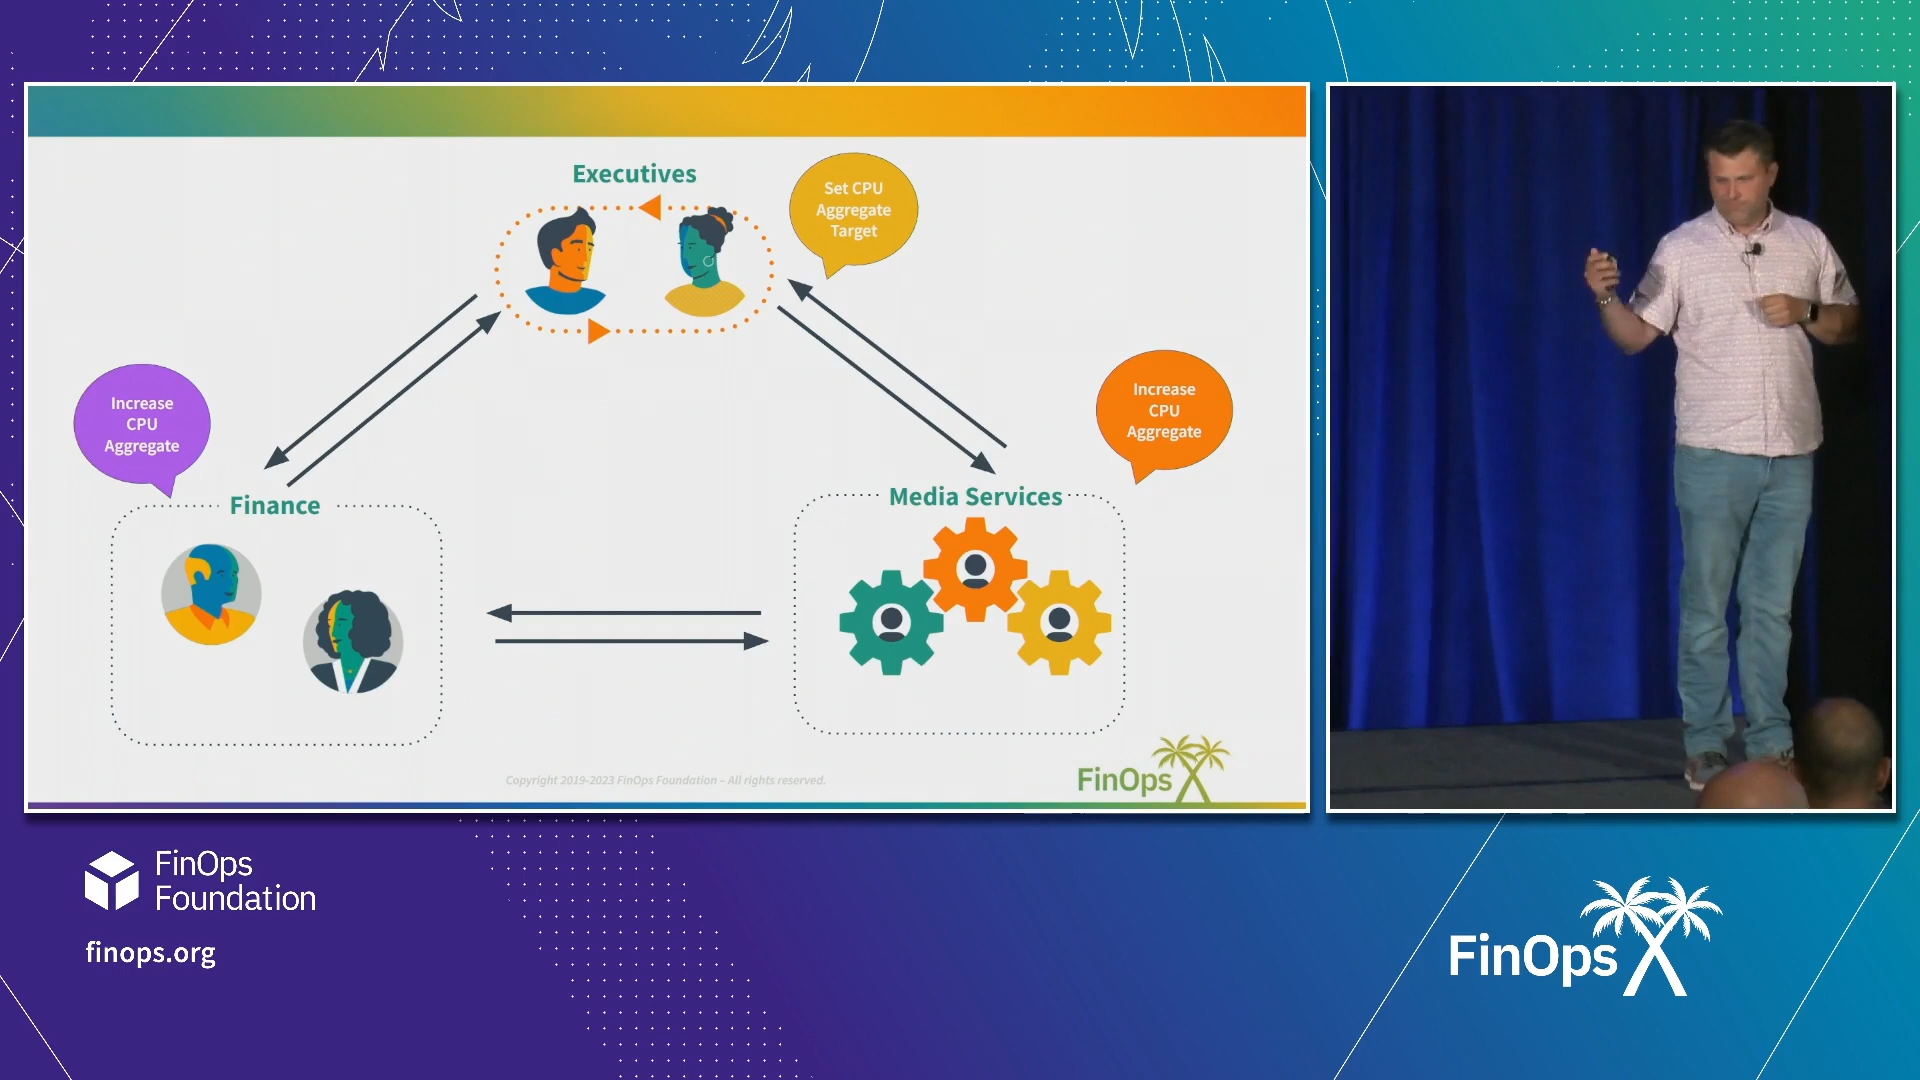 Executives
Set CPU
Aggregate
Target
Increase
CPU
Aggregate
Increase
CPU
Aggregate
Finance
Media Services
Copyright 2019-2023 FinOps Foundation – All rights reserved.
FinOps X
FinOps
Foundation
finops.org
FinOps X